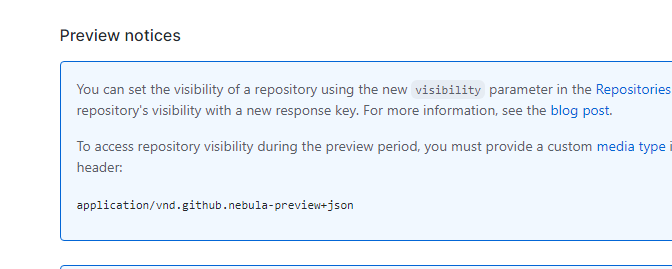 Preview notices
You can set the visibility of a repository using the new visibility parameter in the Repositories
repository's visibility with a new response key. For more information, see the blog post.
To access repository visibility during the preview period, you must provide a custom media type i
header:
application/vnd.github.nebula-preview+json